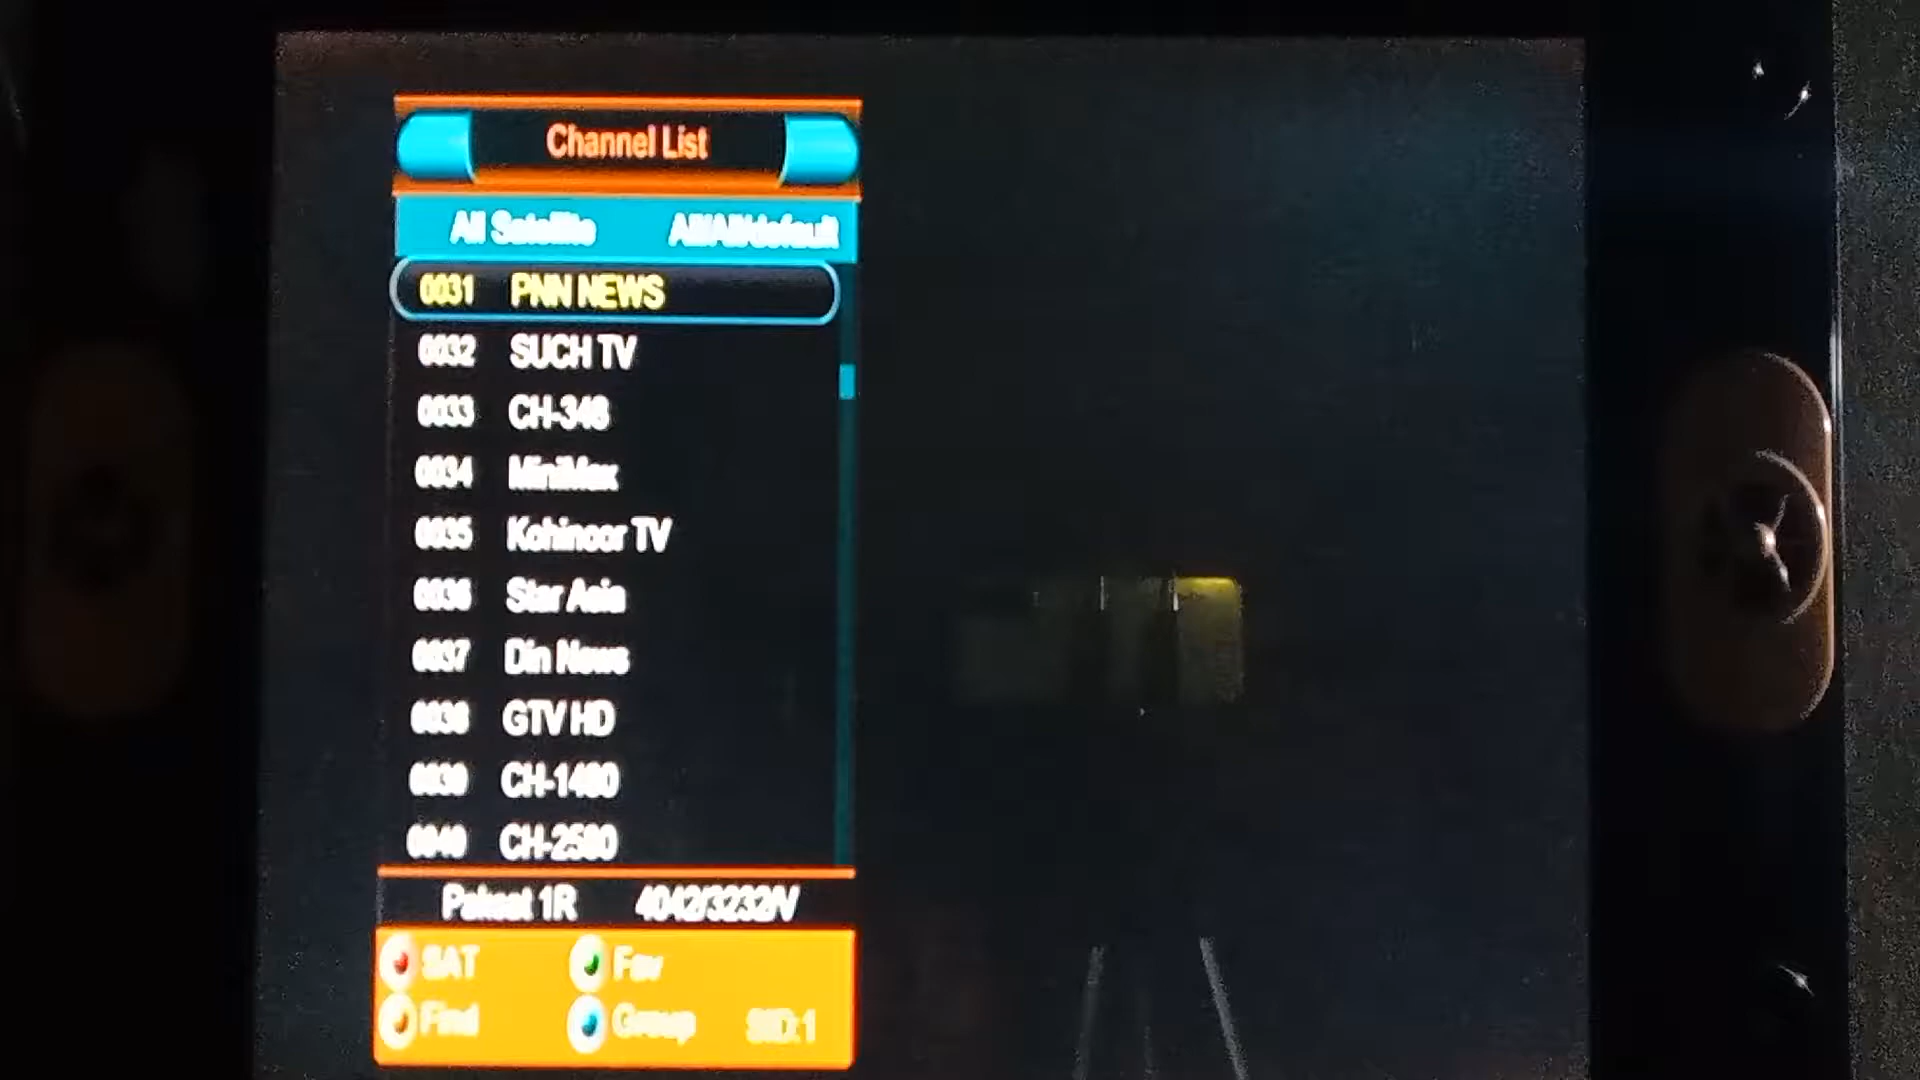 Channel List
All Satellite All/All/default
0031 PNN NEWS
0032 SUCH TV
0033 CH-346
0034 MiniMax
0035 Kohinoor TV
0036 Star Asia
0037 Din News
0038 GTV HD
0039 CH-1480
0040 CH-2580
Paksat 1R 4042/3232/V
SAT Fav
Find Group SID:1